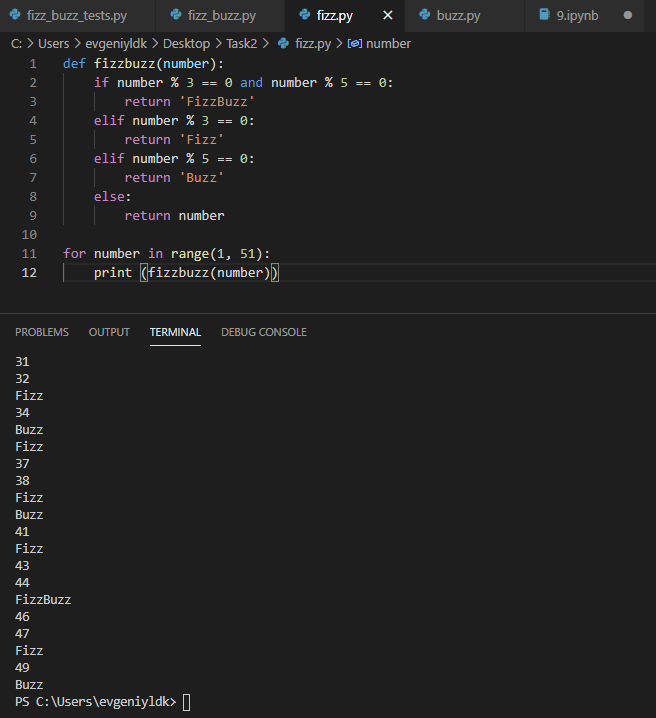 fizz_buzz_tests.py fizz_buzz.py fizz.py buzz.py 9.ipynb
C: > Users > evgeniyldk > Desktop > Task2 > fizz.py > number
1 def fizzbuzz(number):
2     if number % 3 == 0 and number % 5 == 0:
3         return 'FizzBuzz'
4     elif number % 3 == 0:
5         return 'Fizz'
6     elif number % 5 == 0:
7         return 'Buzz'
8     else:
9         return number
10
11 for number in range(1, 51):
12     print (fizzbuzz(number))
PROBLEMS OUTPUT TERMINAL DEBUG CONSOLE
31
32
Fizz
34
Buzz
Fizz
37
38
Fizz
Buzz
41
Fizz
43
44
FizzBuzz
46
47
Fizz
49
Buzz
PS C:\Users\evgeniyldk>